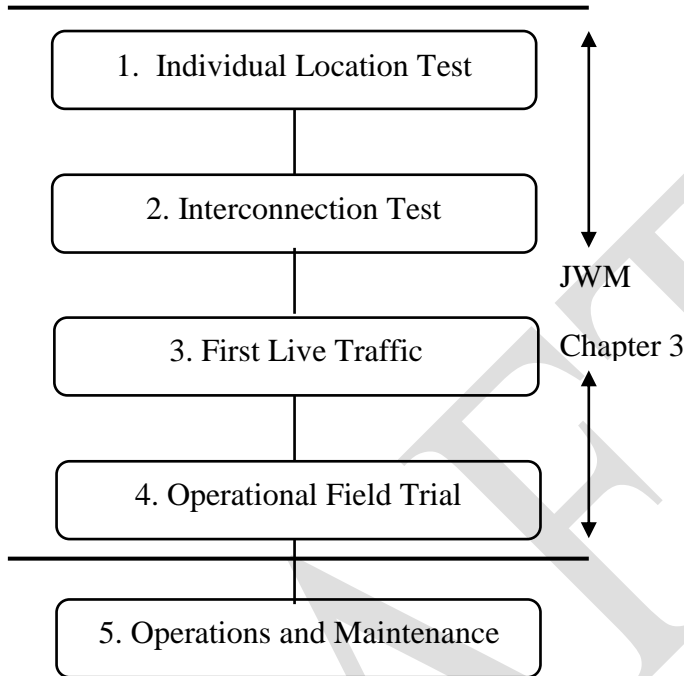 1. Individual Location Test
2. Interconnection Test
JWM
3. First Live Traffic
Chapter 3
4. Operational Field Trial
5. Operations and Maintenance